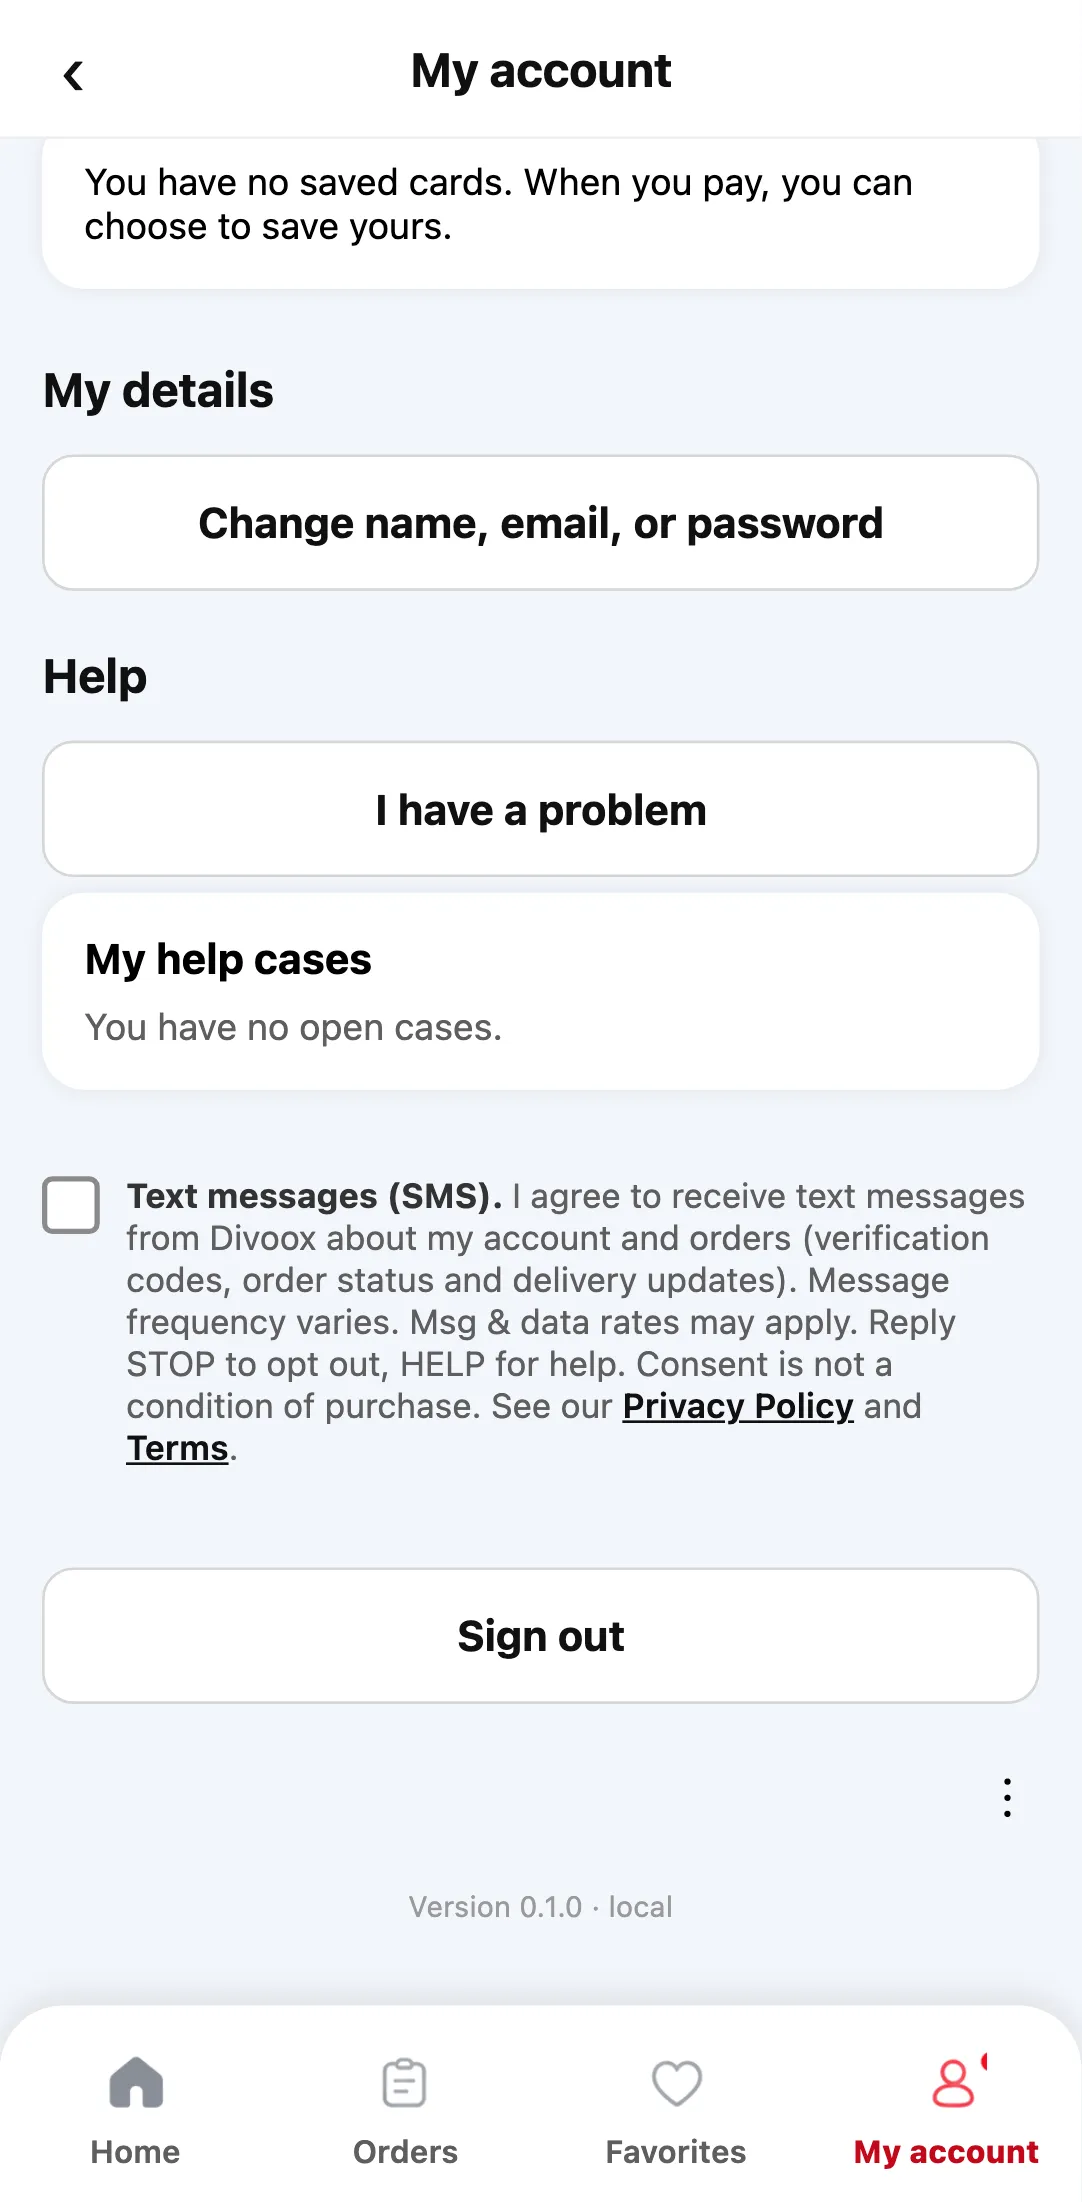 My account
You have no saved cards. When you pay, you can
choose to save yours.
My details
Change name, email, or password
Help
I have a problem
My help cases
You have no open cases.
Text messages (SMS). I agree to receive text messages
from Divoox about my account and orders (verification
codes, order status and delivery updates). Message
frequency varies. Msg & data rates may apply. Reply
STOP to opt out, HELP for help. Consent is not a
condition of purchase. See our Privacy Policy and
Terms.
Sign out
Version 0.1.0 · local
Home
Orders
Favorites
My account